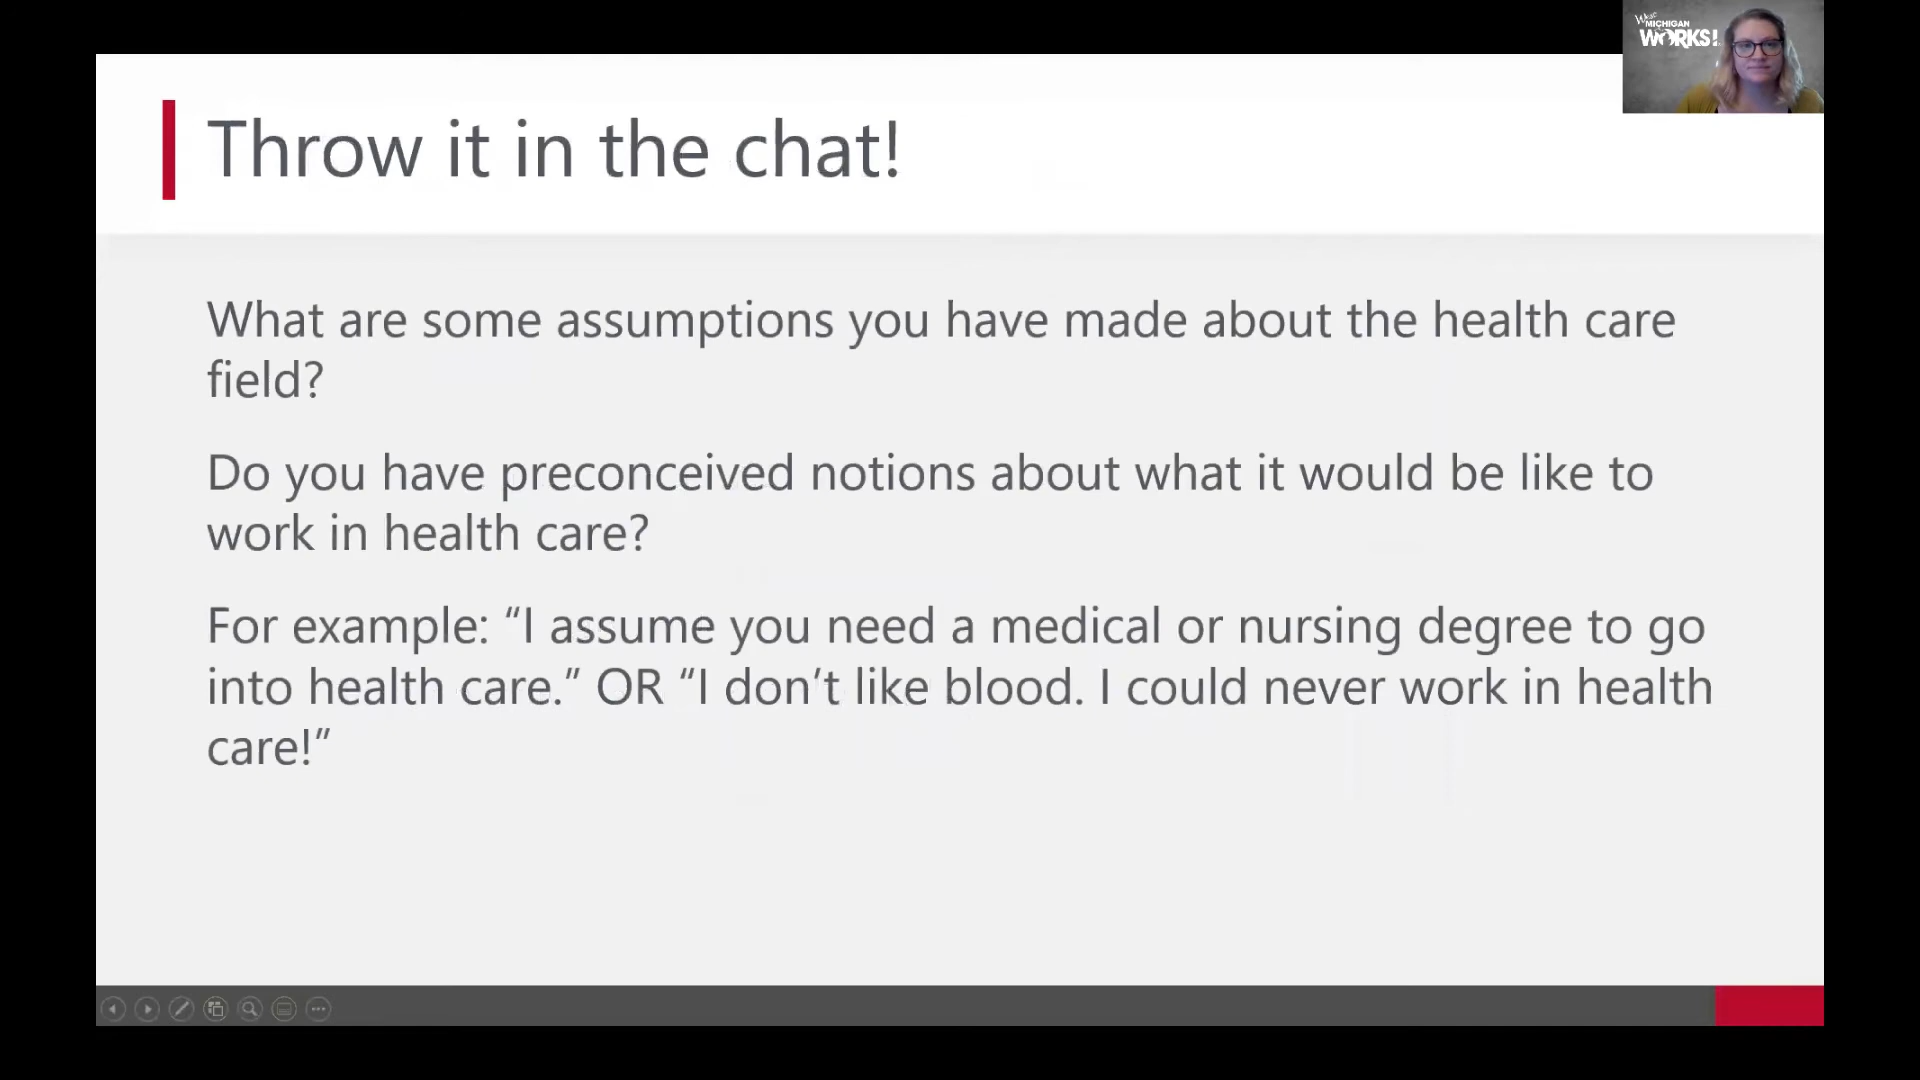 West
MICHIGAN
WORKS!
Throw it in the chat!
What are some assumptions you have made about the health care
field?
Do you have preconceived notions about what it would be like to
work in health care?
For example: “I assume you need a medical or nursing degree to go
into health care.” OR “I don’t like blood. I could never work in health
care!”